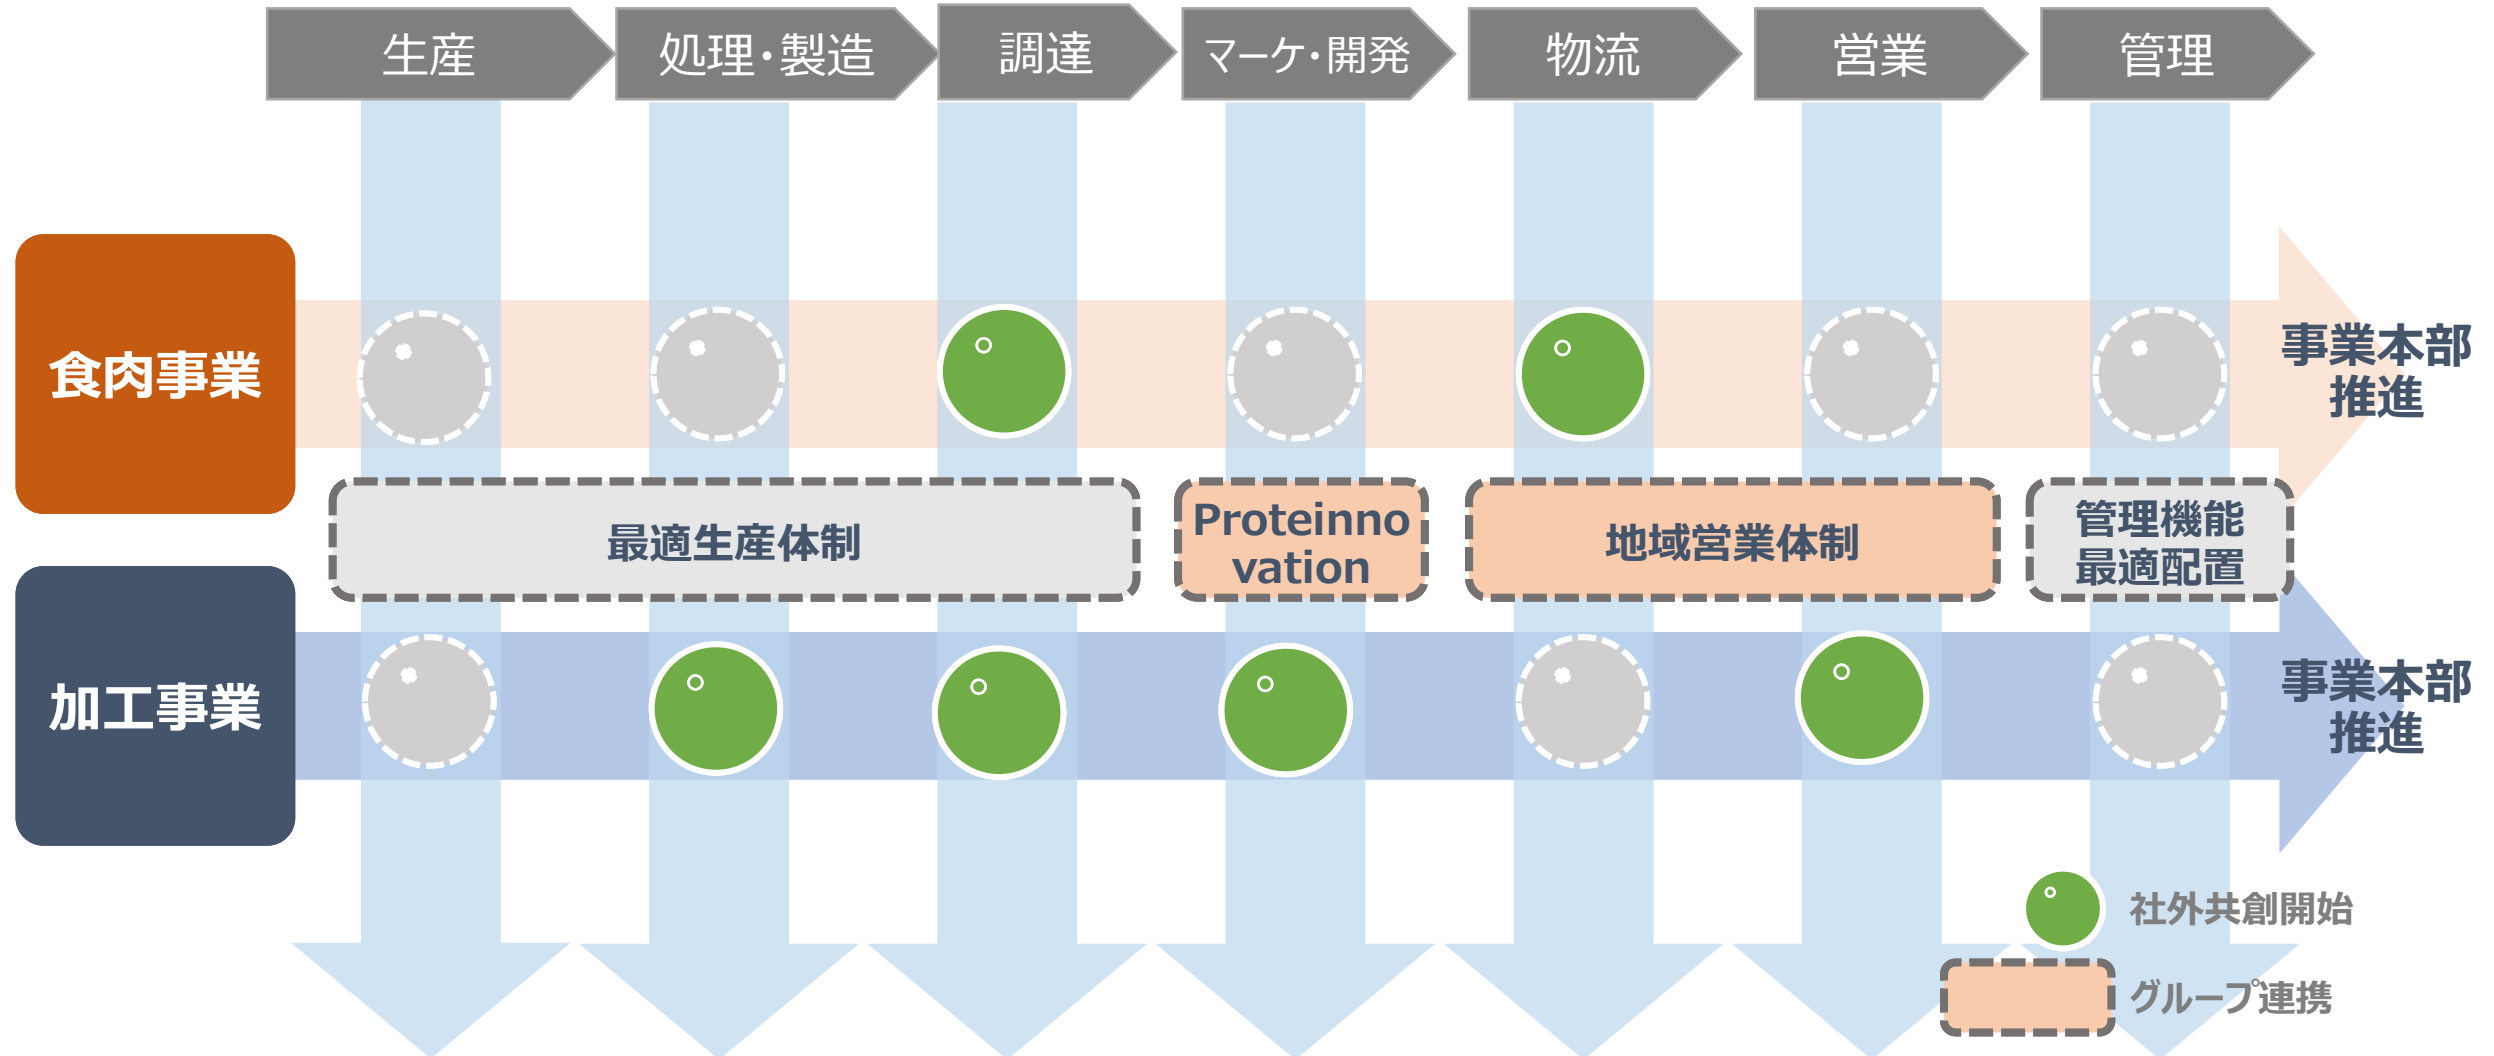 生産
処理・製造
調達
マーケ・開発
物流
営業
管理
食肉事業
事業本部
推進
最適生産体制
Proteinno
vation
地域営業体制
管理機能
最適配置
加工事業
事業本部
推進
社外共創開始
グループ連携